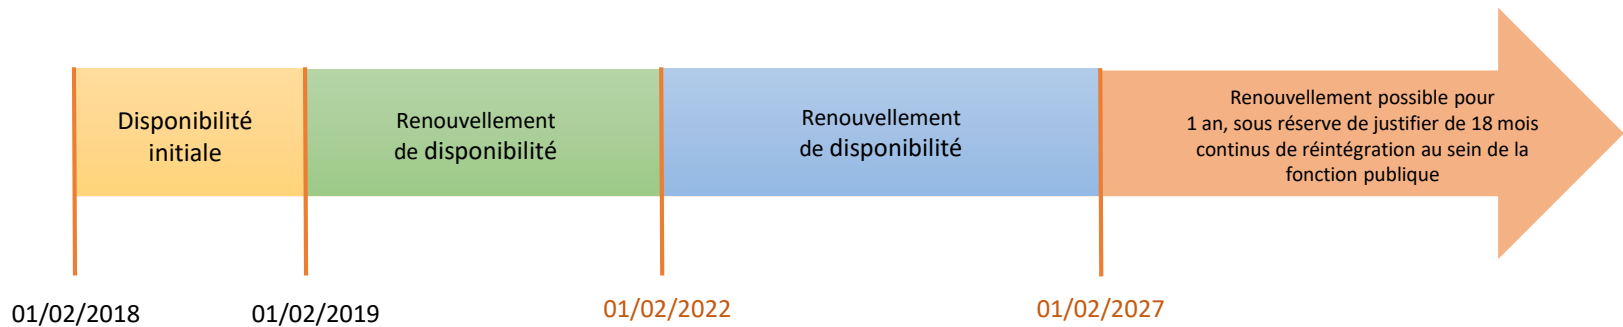 Disponibilité
initiale
Renouvellement
de disponibilité
Renouvellement
de disponibilité
Renouvellement possible pour
1 an, sous réserve de justifier de 18 mois
continus de réintégration au sein de la
fonction publique
01/02/2018
01/02/2019
01/02/2022
01/02/2027